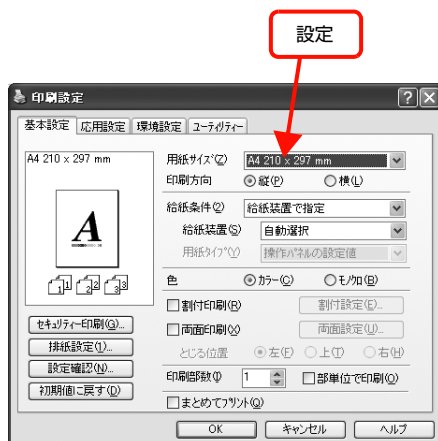 設定
印刷設定
基本設定 応用設定 環境設定 ユーティリティー
A4 210 x 297 mm
用紙サイズ(Z) A4 210 x 297 mm
印刷方向 縦(P) 横(L)
給紙条件(2) 給紙装置で指定
給紙装置(S) 自動選択
用紙タイプ(Y) 操作パネルの設定値
A
1 1 2 2 3 3
色 カラー(C) モノクロ(B)
割付印刷(R) 割付設定(E)...
セキュリティー印刷(G)... 両面印刷(X) 両面設定(U)...
排紙設定(1)... とじる位置 左(F) 上(T) 右(H)
設定確認(N)... 印刷部数(I) 1 部単位で印刷(O)
初期値に戻す(D)
まとめてプリント(Q)
OK キャンセル ヘルプ